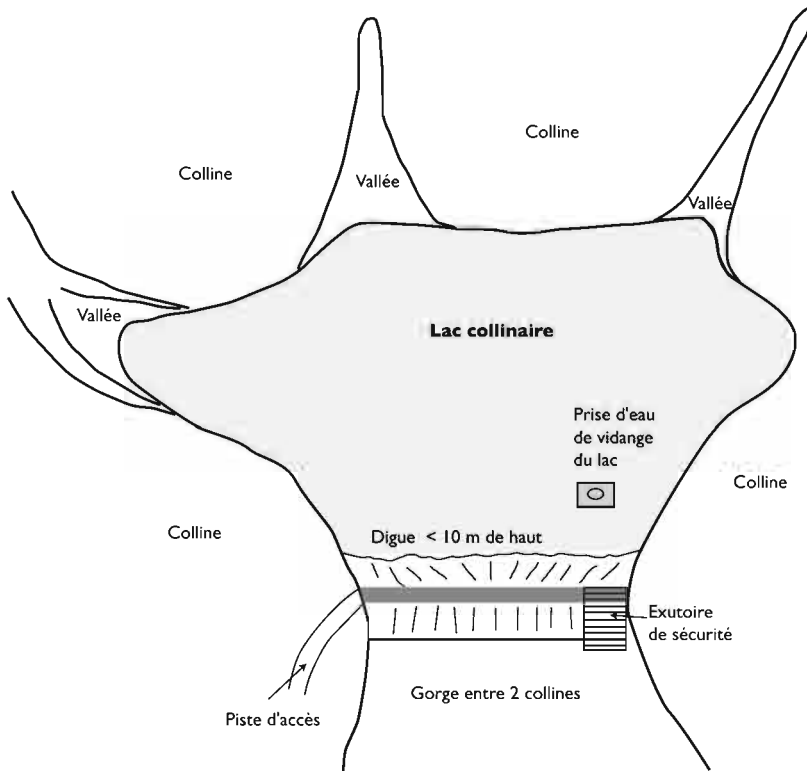 Colline
Colline
Vallée
Vallée
Vallée
Lac collinaire
Prise d'eau
de vidange
du lac
Colline
Colline
Digue < 10 m de haut
Exutoire
de sécurité
Gorge entre 2 collines
Piste d'accès